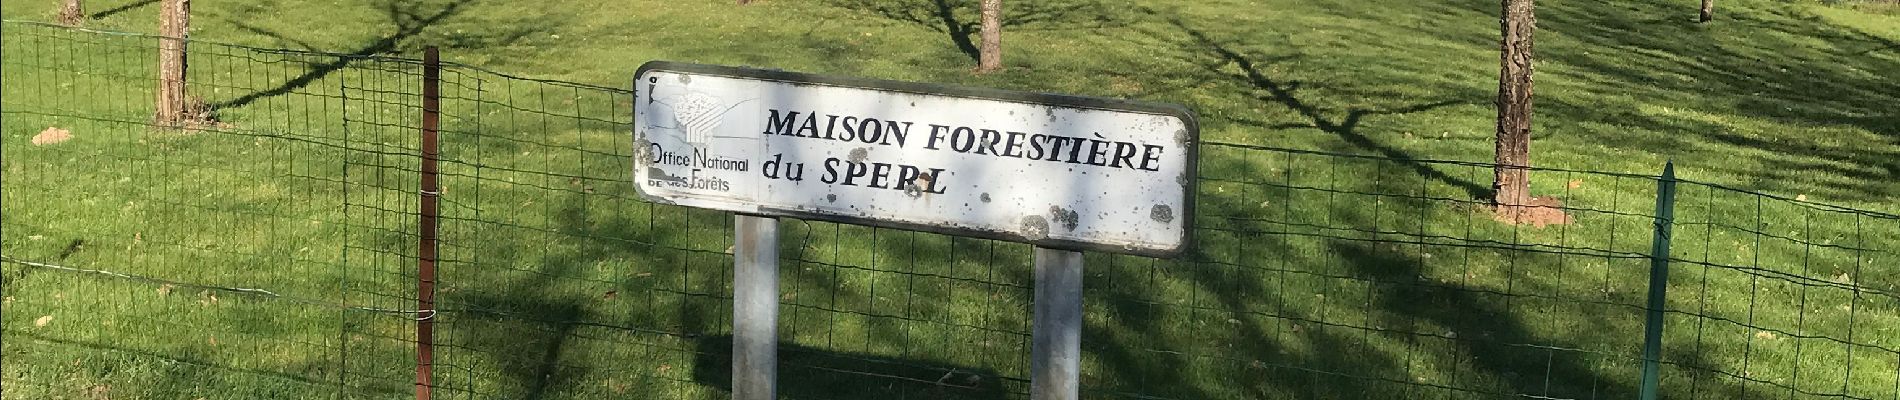 MAISON FORESTIÈRE
du SPERL
Office National
des Forêts